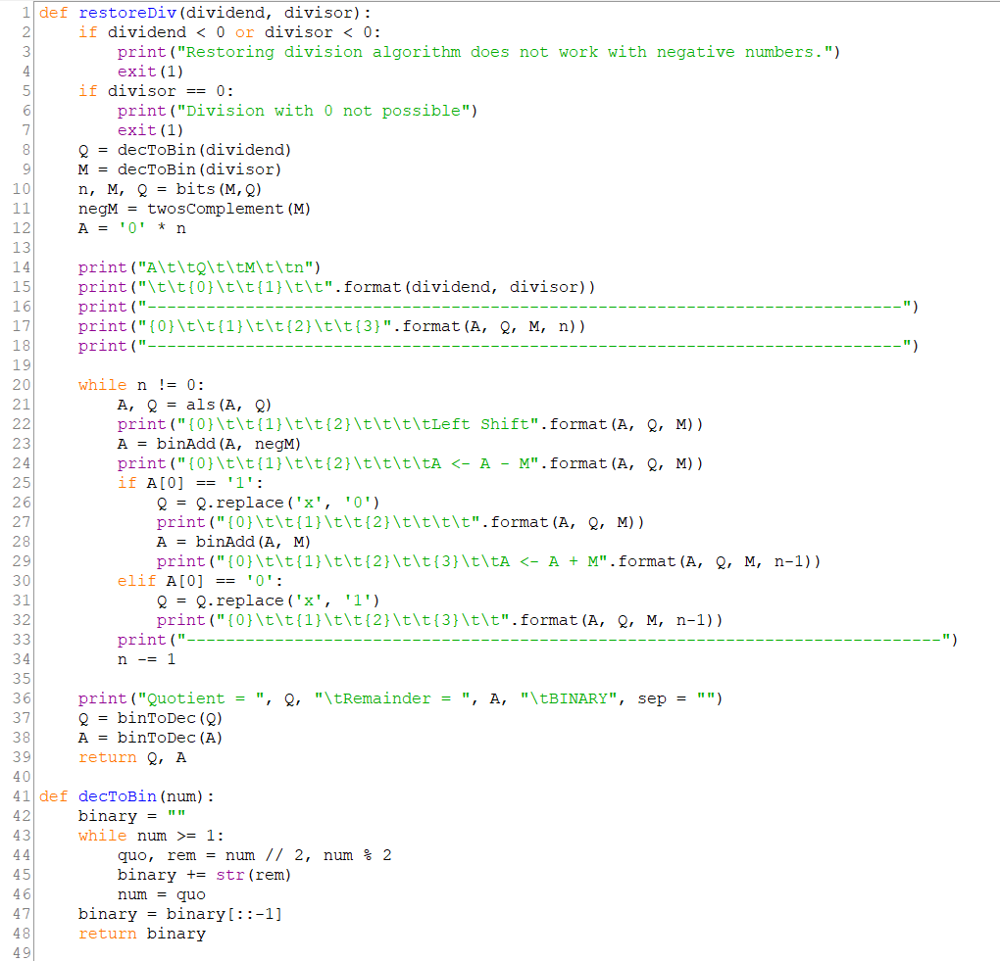 1 def restoreDiv(dividend, divisor):
2     if dividend < 0 or divisor < 0:
3         print("Restoring division algorithm does not work with negative numbers.")
4         exit(1)
5     if divisor == 0:
6         print("Division with 0 not possible")
7         exit(1)
8     Q = decToBin(dividend)
9     M = decToBin(divisor)
10     n, M, Q = bits(M,Q)
11     negM = twosComplement(M)
12     A = '0' * n
13
14     print("A\t\tQ\t\tM\t\tn")
15     print("\t\t{0}\t\t{1}\t\t".format(dividend, divisor))
16     print("-----------------------------------------------------------------------------")
17     print("{0}\t\t{1}\t\t{2}\t\t{3}".format(A, Q, M, n))
18     print("-----------------------------------------------------------------------------")
19
20     while n != 0:
21         A, Q = als(A, Q)
22         print("{0}\t\t{1}\t\t{2}\t\t\t\tLeft Shift".format(A, Q, M))
23         A = binAdd(A, negM)
24         print("{0}\t\t{1}\t\t{2}\t\t\t\tA <- A - M".format(A, Q, M))
25         if A[0] == '1':
26             Q = Q.replace('x', '0')
27             print("{0}\t\t{1}\t\t{2}\t\t\t\t".format(A, Q, M))
28             A = binAdd(A, M)
29             print("{0}\t\t{1}\t\t{2}\t\t{3}\t\tA <- A + M".format(A, Q, M, n-1))
30         elif A[0] == '0':
31             Q = Q.replace('x', '1')
32             print("{0}\t\t{1}\t\t{2}\t\t{3}\t\t".format(A, Q, M, n-1))
33         print("-----------------------------------------------------------------------------")
34         n -= 1
35
36     print("Quotient = ", Q, "\tRemainder = ", A, "\tBINARY", sep = "")
37     Q = binToDec(Q)
38     A = binToDec(A)
39     return Q, A
40
41 def decToBin(num):
42     binary = ""
43     while num >= 1:
44         quo, rem = num // 2, num % 2
45         binary += str(rem)
46         num = quo
47     binary = binary[::-1]
48     return binary
49